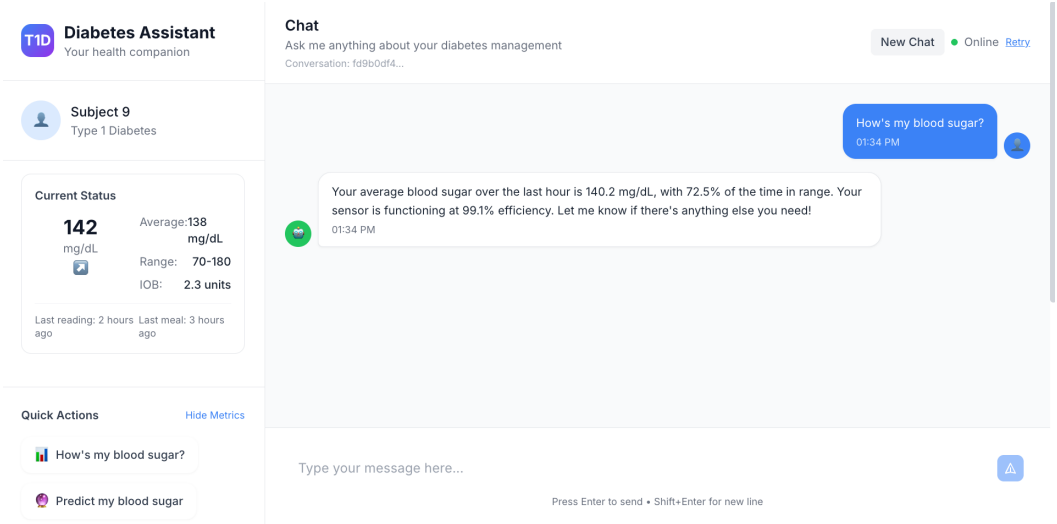 T1D
Diabetes Assistant
Your health companion
Subject 9
Type 1 Diabetes
Current Status
142
mg/dL
Average:138
mg/dL
Range: 70-180
IOB: 2.3 units
Last reading: 2 hours
ago
Last meal: 3 hours
ago
Quick Actions
Hide Metrics
How's my blood sugar?
Predict my blood sugar
Chat
Ask me anything about your diabetes management
Conversation: fd9b0df4...
New Chat
Online
Retry
How's my blood sugar?
01:34 PM
Your average blood sugar over the last hour is 140.2 mg/dL, with 72.5% of the time in range. Your
sensor is functioning at 99.1% efficiency. Let me know if there's anything else you need!
01:34 PM
Type your message here...
Press Enter to send • Shift+Enter for new line